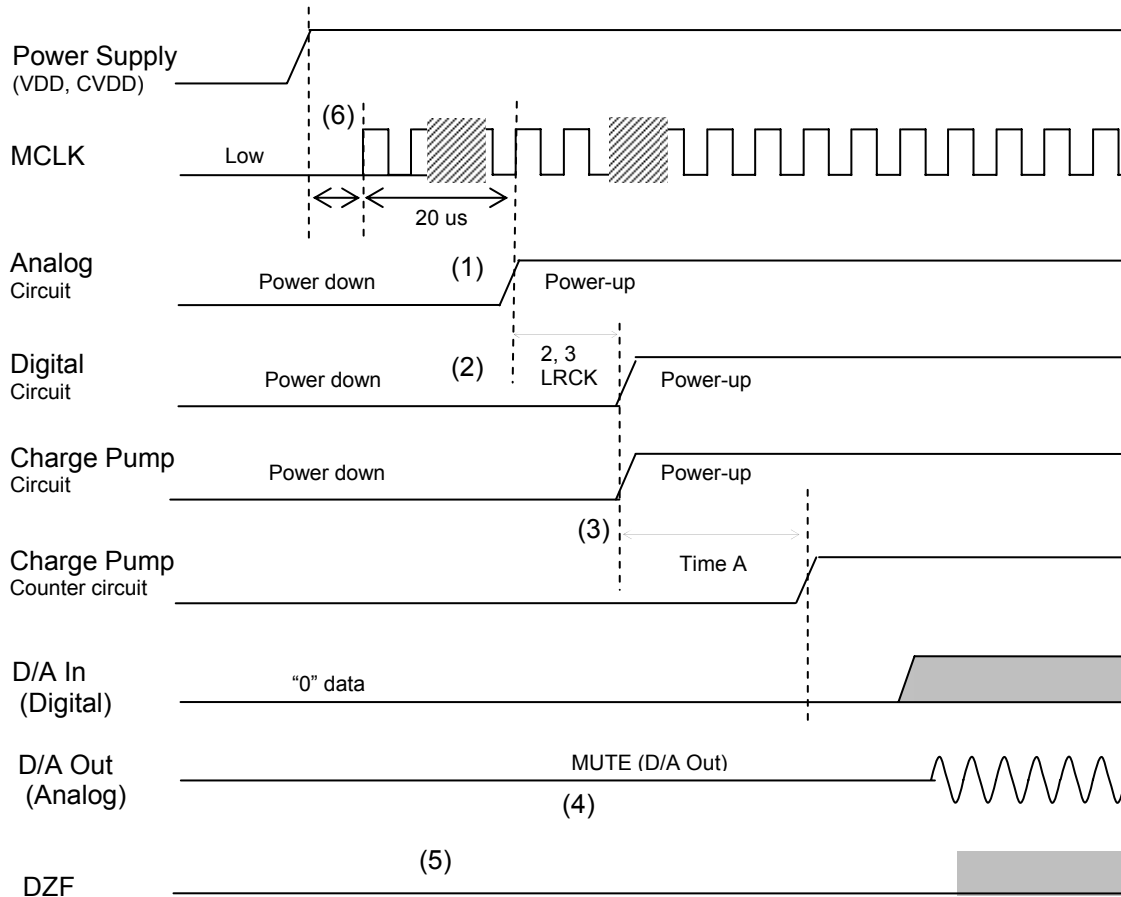 Power Supply
(VDD, CVDD)
(6)
MCLK
Low
20 us
Analog
Circuit
Power down
(1)
Power-up
Digital
Circuit
Power down
(2)
2, 3
LRCK
Power-up
Charge Pump
Circuit
Power down
Power-up
(3)
Charge Pump
Counter circuit
Time A
D/A In
(Digital)
“0” data
D/A Out
(Analog)
MUTE (D/A Out)
(4)
(5)
DZF